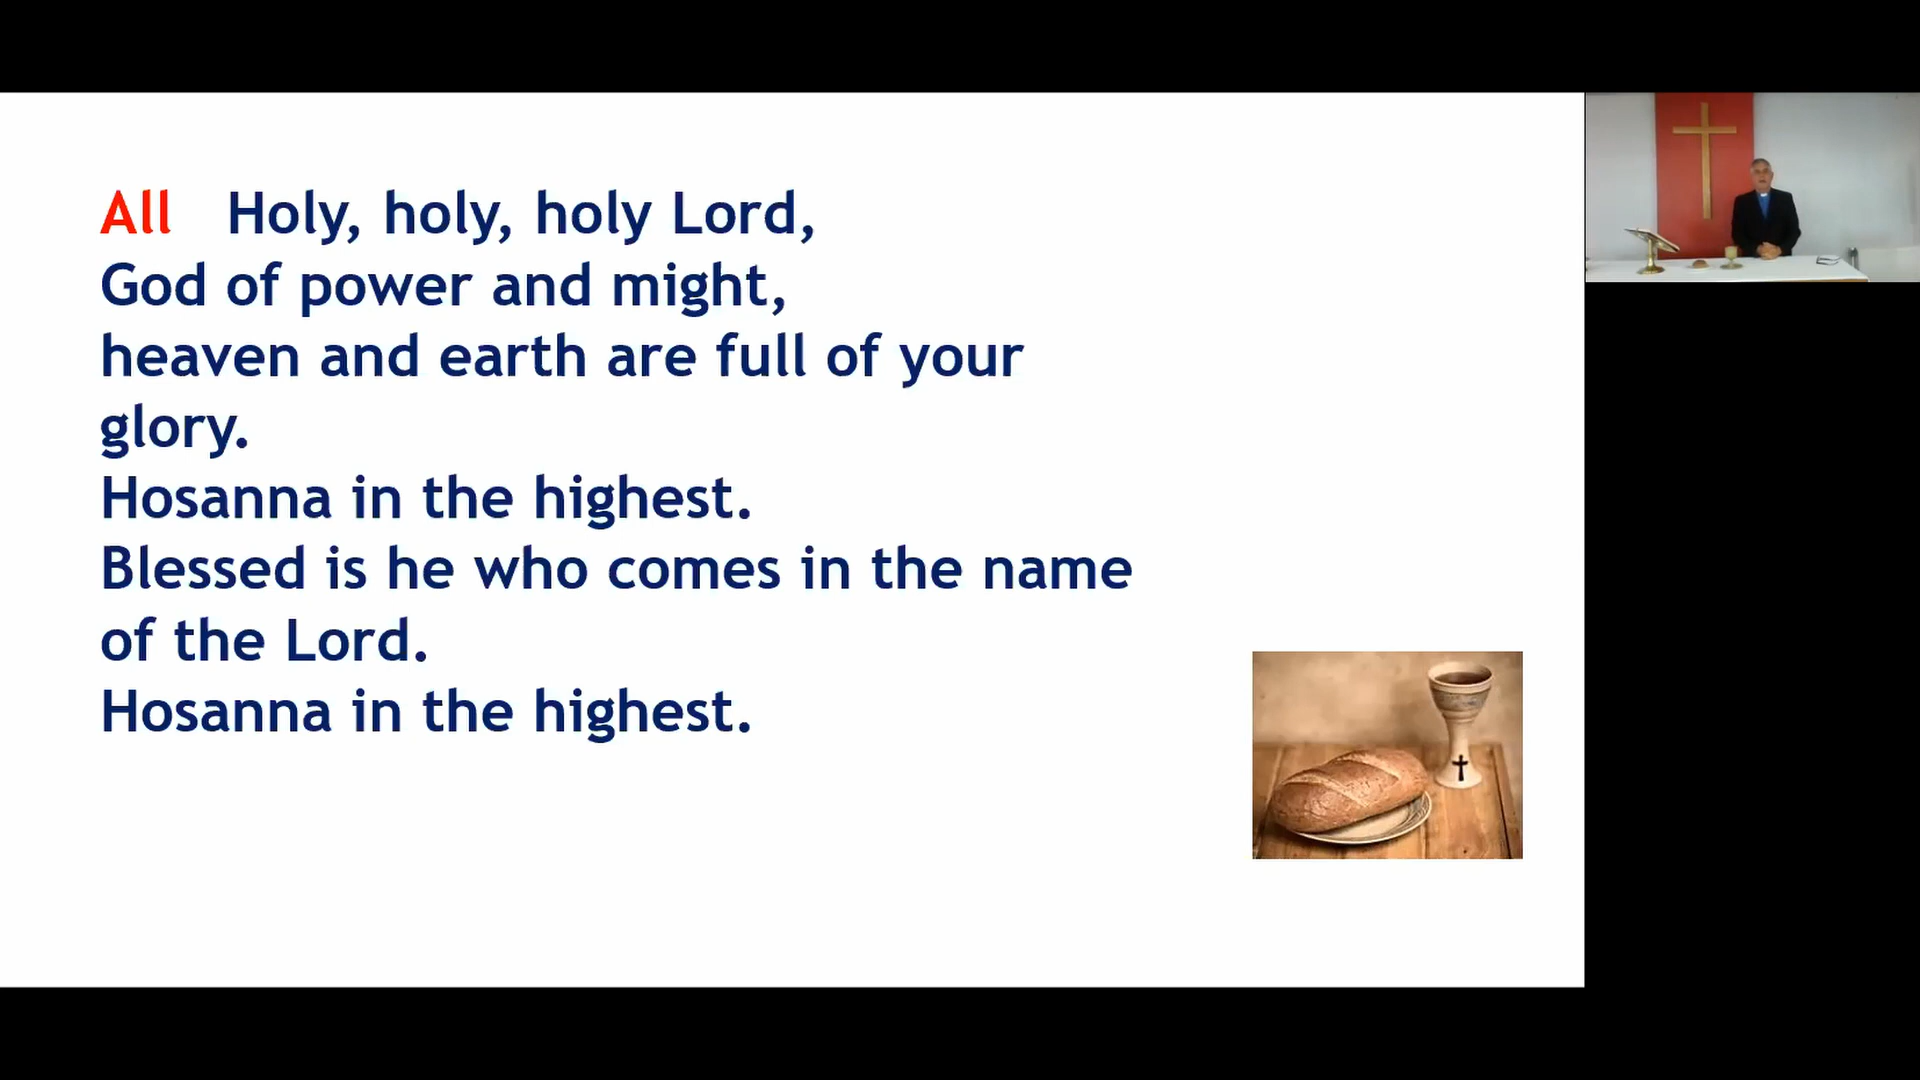 All Holy, holy, holy Lord,
God of power and might,
heaven and earth are full of your
glory.
Hosanna in the highest.
Blessed is he who comes in the name
of the Lord.
Hosanna in the highest.